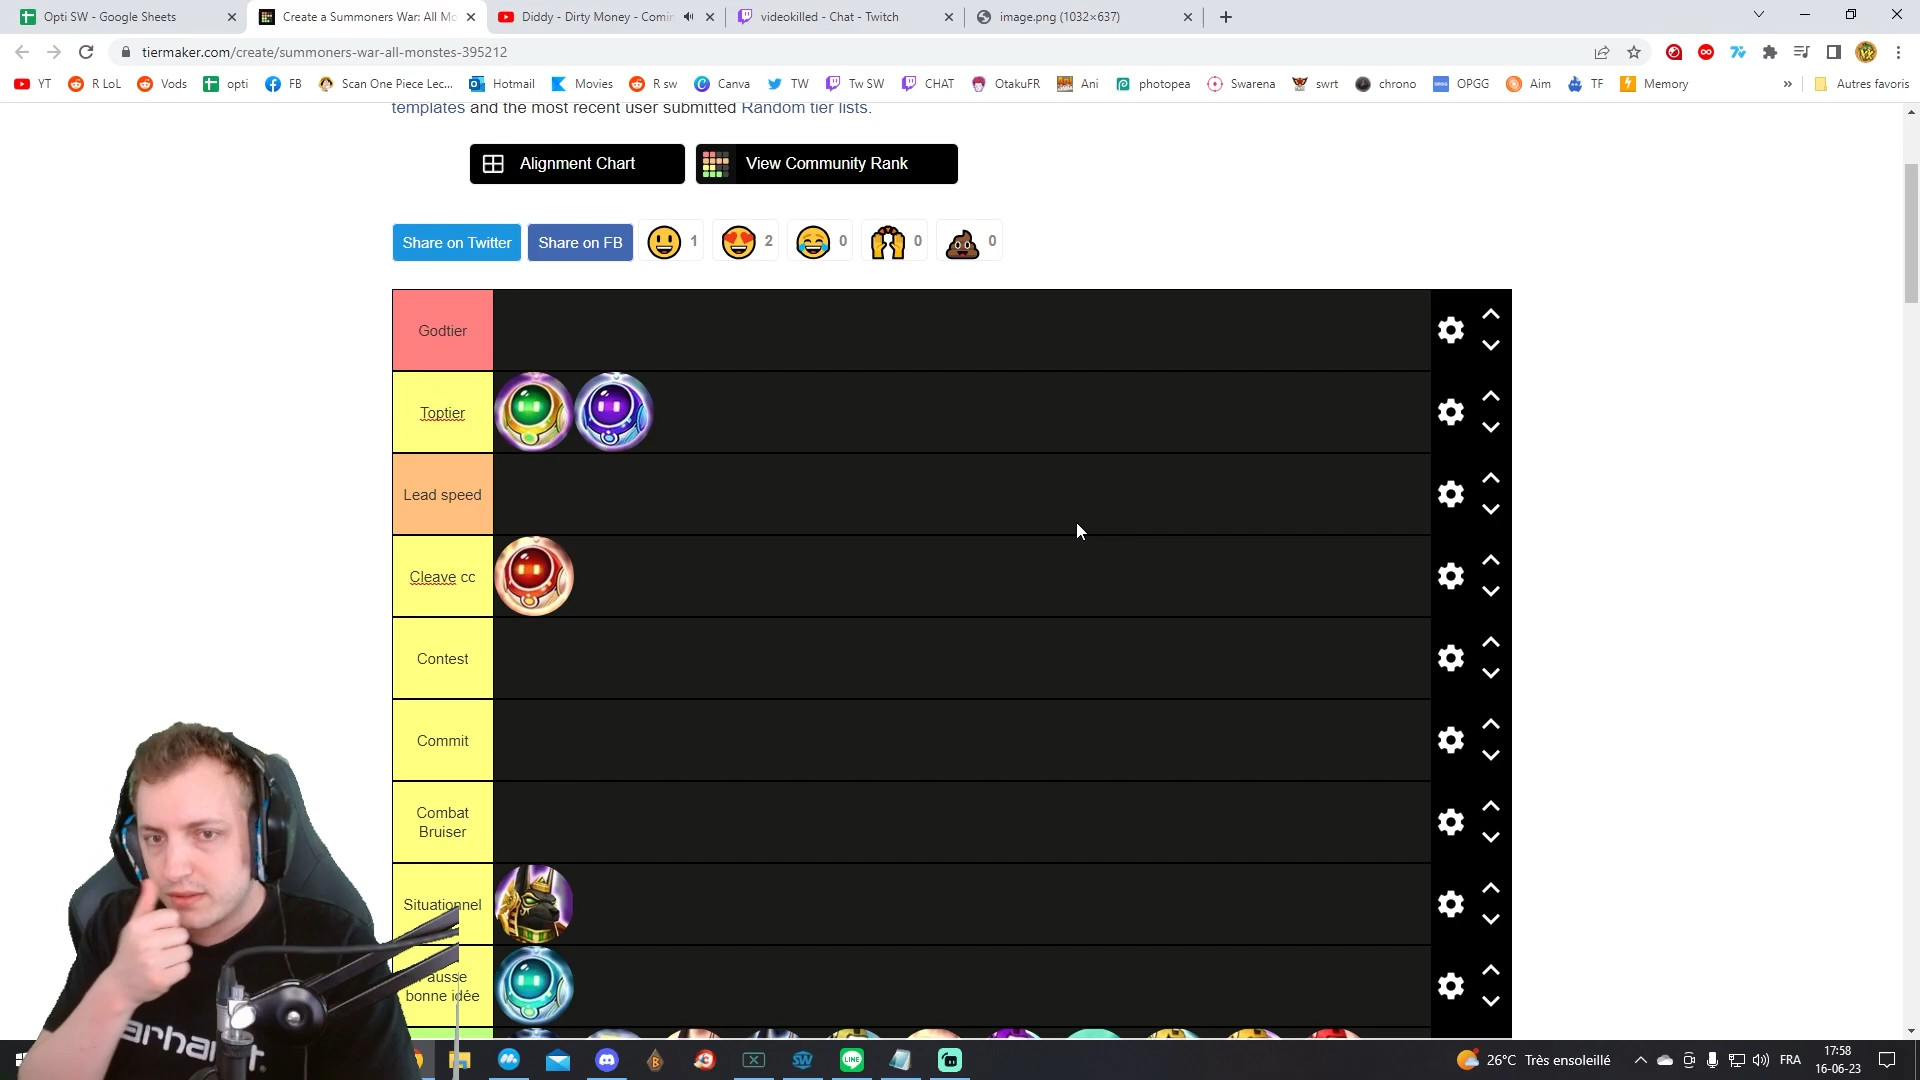 Opti SW - Google Sheets
Create a Summoners War: All Mo
Diddy - Dirty Money - Comin
videokilled - Chat - Twitch
image.png (1032×637)
tiermaker.com/create/summoners-war-all-monstes-395212
YT
R LoL
Vods
opti
FB
Scan One Piece Lec...
Hotmail
Movies
R sw
Canva
TW
Tw SW
CHAT
OtakuFR
Ani
photopea
Swarena
swrt
chrono
OPGG
Aim
TF
Memory
»
Autres favoris
templates and the most recent user submitted Random tier lists.
Alignment Chart
View Community Rank
Share on Twitter
Share on FB
1
2
0
0
0
Godtier
Toptier
Lead speed
Cleave cc
Contest
Commit
Combat
Bruiser
Situationnel
ausse
bonne idée
arha
LINE
SW
26°C Très ensoleillé
FRA
17:58
16-06-23